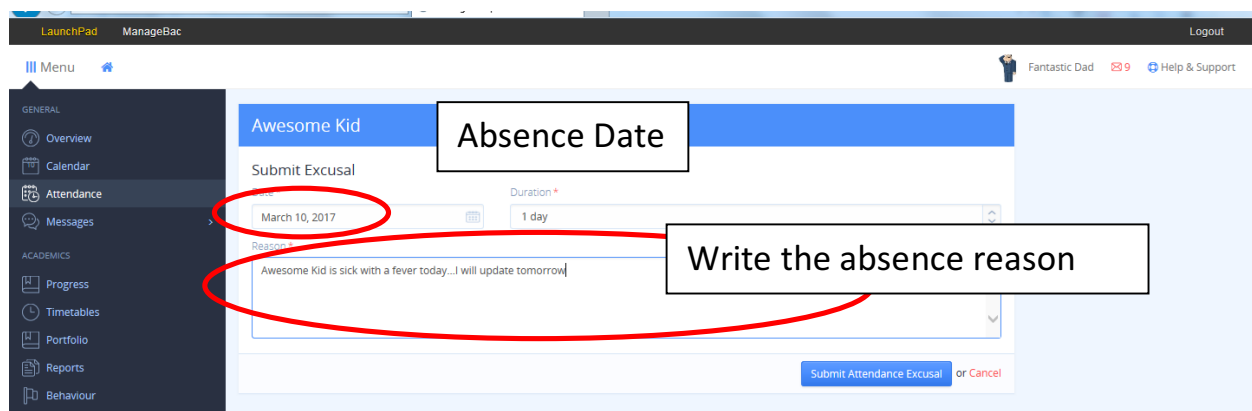 LaunchPad ManageBac Logout
Menu Fantastic Dad 9 Help & Support
GENERAL
Overview
Calendar
Attendance
Messages
ACADEMICS
Progress
Timetables
Portfolio
Reports
Behaviour
Awesome Kid
Absence Date
Submit Excusal
Date Duration *
March 10, 2017 1 day
Reason *
Write the absence reason
Awesome Kid is sick with a fever today...I will update tomorrow
Submit Attendance Excusal or Cancel